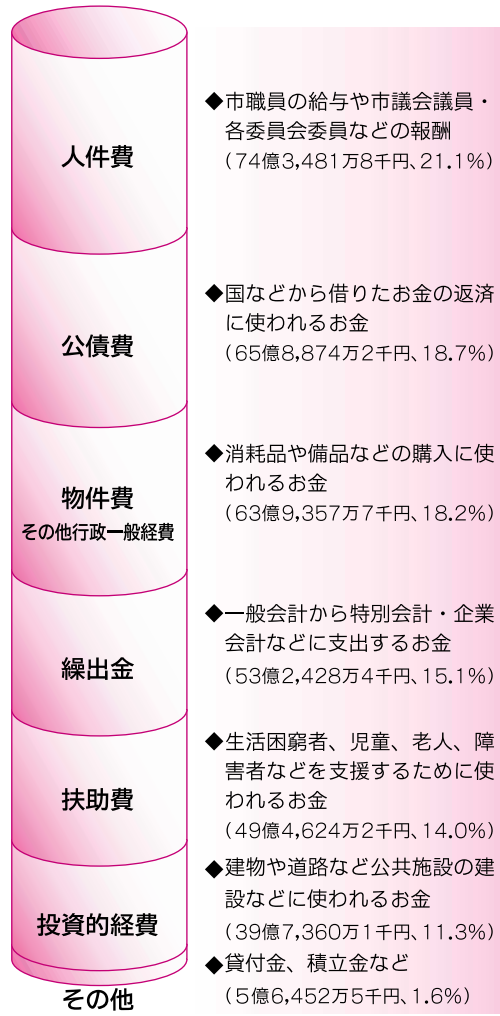 人件費
◆市職員の給与や市議会議員・
各委員会委員などの報酬
(74億3,481万8千円、21.1%)
公債費
◆国などから借りたお金の返済
に使われるお金
(65億8,874万2千円、18.7%)
物件費
その他行政一般経費
◆消耗品や備品などの購入に使
われるお金
(63億9,357万7千円、18.2%)
繰出金
◆一般会計から特別会計・企業
会計などに支出するお金
(53億2,428万4千円、15.1%)
扶助費
◆生活困窮者、児童、老人、障
害者などを支援するために使
われるお金
(49億4,624万2千円、14.0%)
投資的経費
◆建物や道路など公共施設の建
設などに使われるお金
(39億7,360万1千円、11.3%)
その他
◆貸付金、積立金など
(5億6,452万5千円、1.6%)